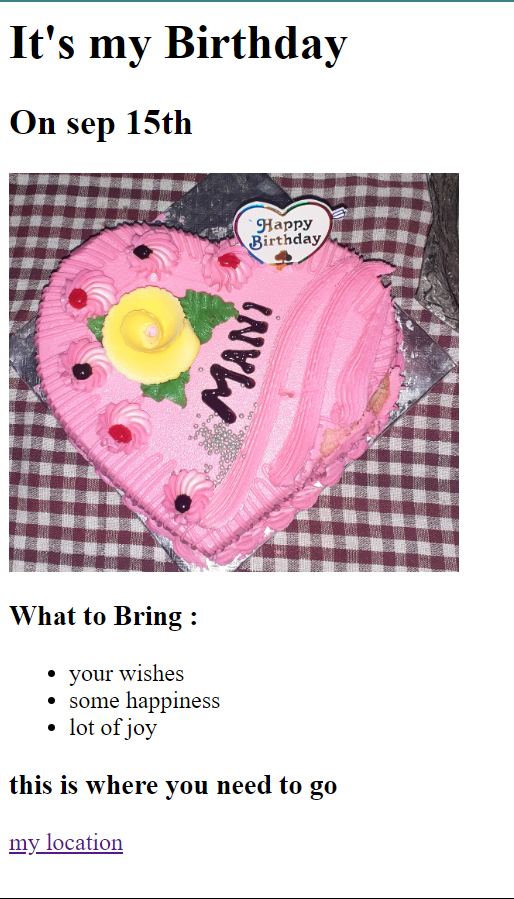 It's my Birthday
On sep 15th
Happy
Birthday
MANI
What to Bring :
your wishes
some happiness
lot of joy
this is where you need to go
my location